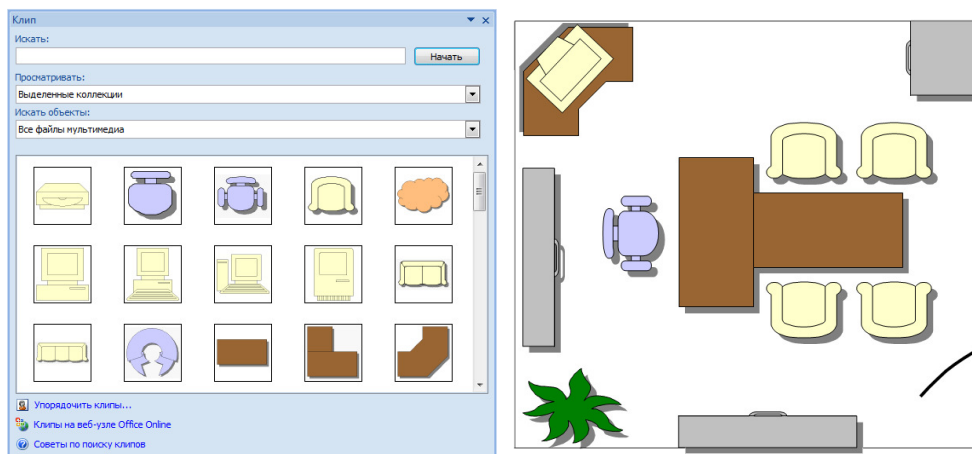 Клип
Искать:
Начать
Просматривать:
Выделенные коллекции
Искать объекты:
Все файлы мультимедиа
Упорядочить клипы...
Клипы на веб-узле Office Online
Советы по поиску клипов